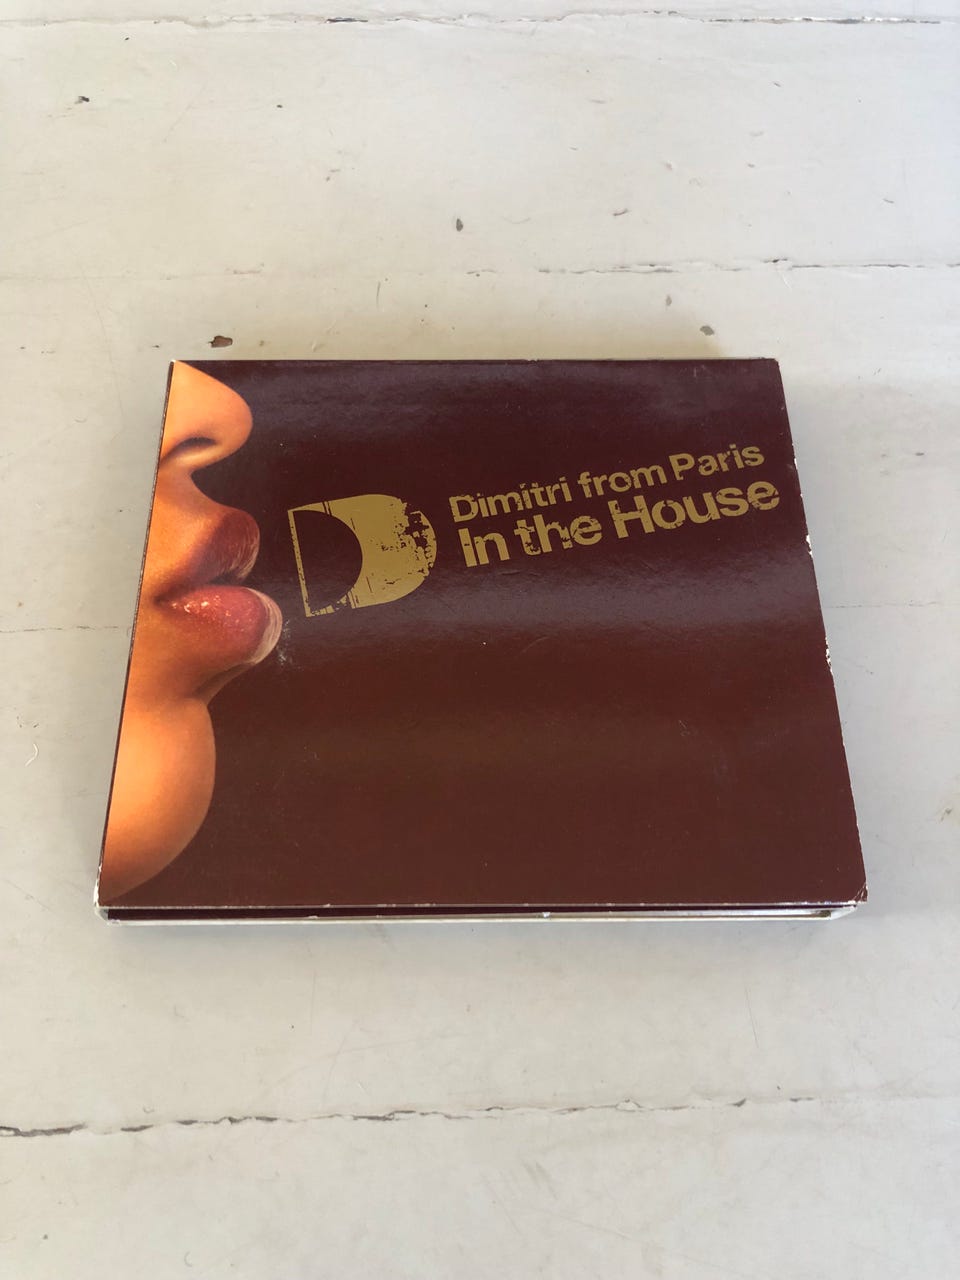 Dimitri from Paris
In the House